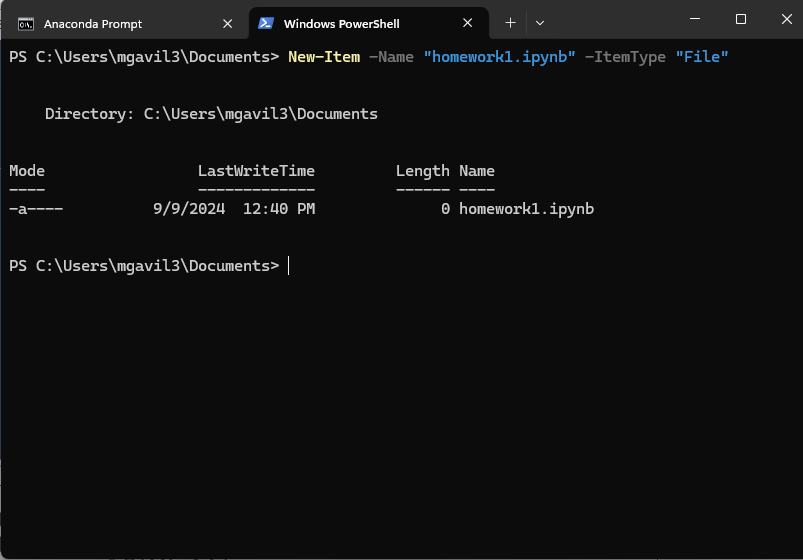 Anaconda Prompt
Windows PowerShell
PS C:\Users\mgavil3\Documents> New-Item -Name "homework1.ipynb" -ItemType "File"
Directory: C:\Users\mgavil3\Documents
Mode LastWriteTime Length Name
---- ------------- ------ ----
-a---- 9/9/2024 12:40 PM 0 homework1.ipynb
PS C:\Users\mgavil3\Documents>